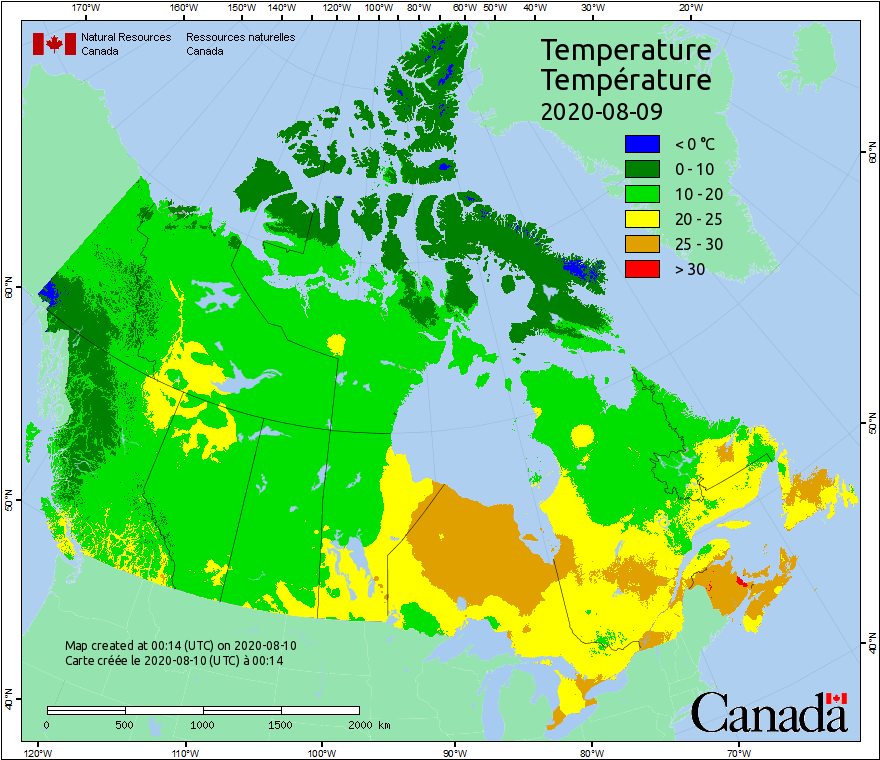 170°W 160°W 150°W 140°W 120°W 110°W 100°W 90°W 80°W 60°W 50°W 40°W 30°W 20°W
Natural Resources Ressources naturelles
Canada Canada
Temperature
Température
2020-08-09
< 0 °C
0 - 10
10 - 20
20 - 25
25 - 30
> 30
60°N 60°N
50°N 50°N
40°N 40°N
Map created at 00:14 (UTC) on 2020-08-10
Carte créée le 2020-08-10 (UTC) à 00:14
0 500 1000 1500 2000 km
Canada
120°W 110°W 100°W 90°W 80°W 70°W